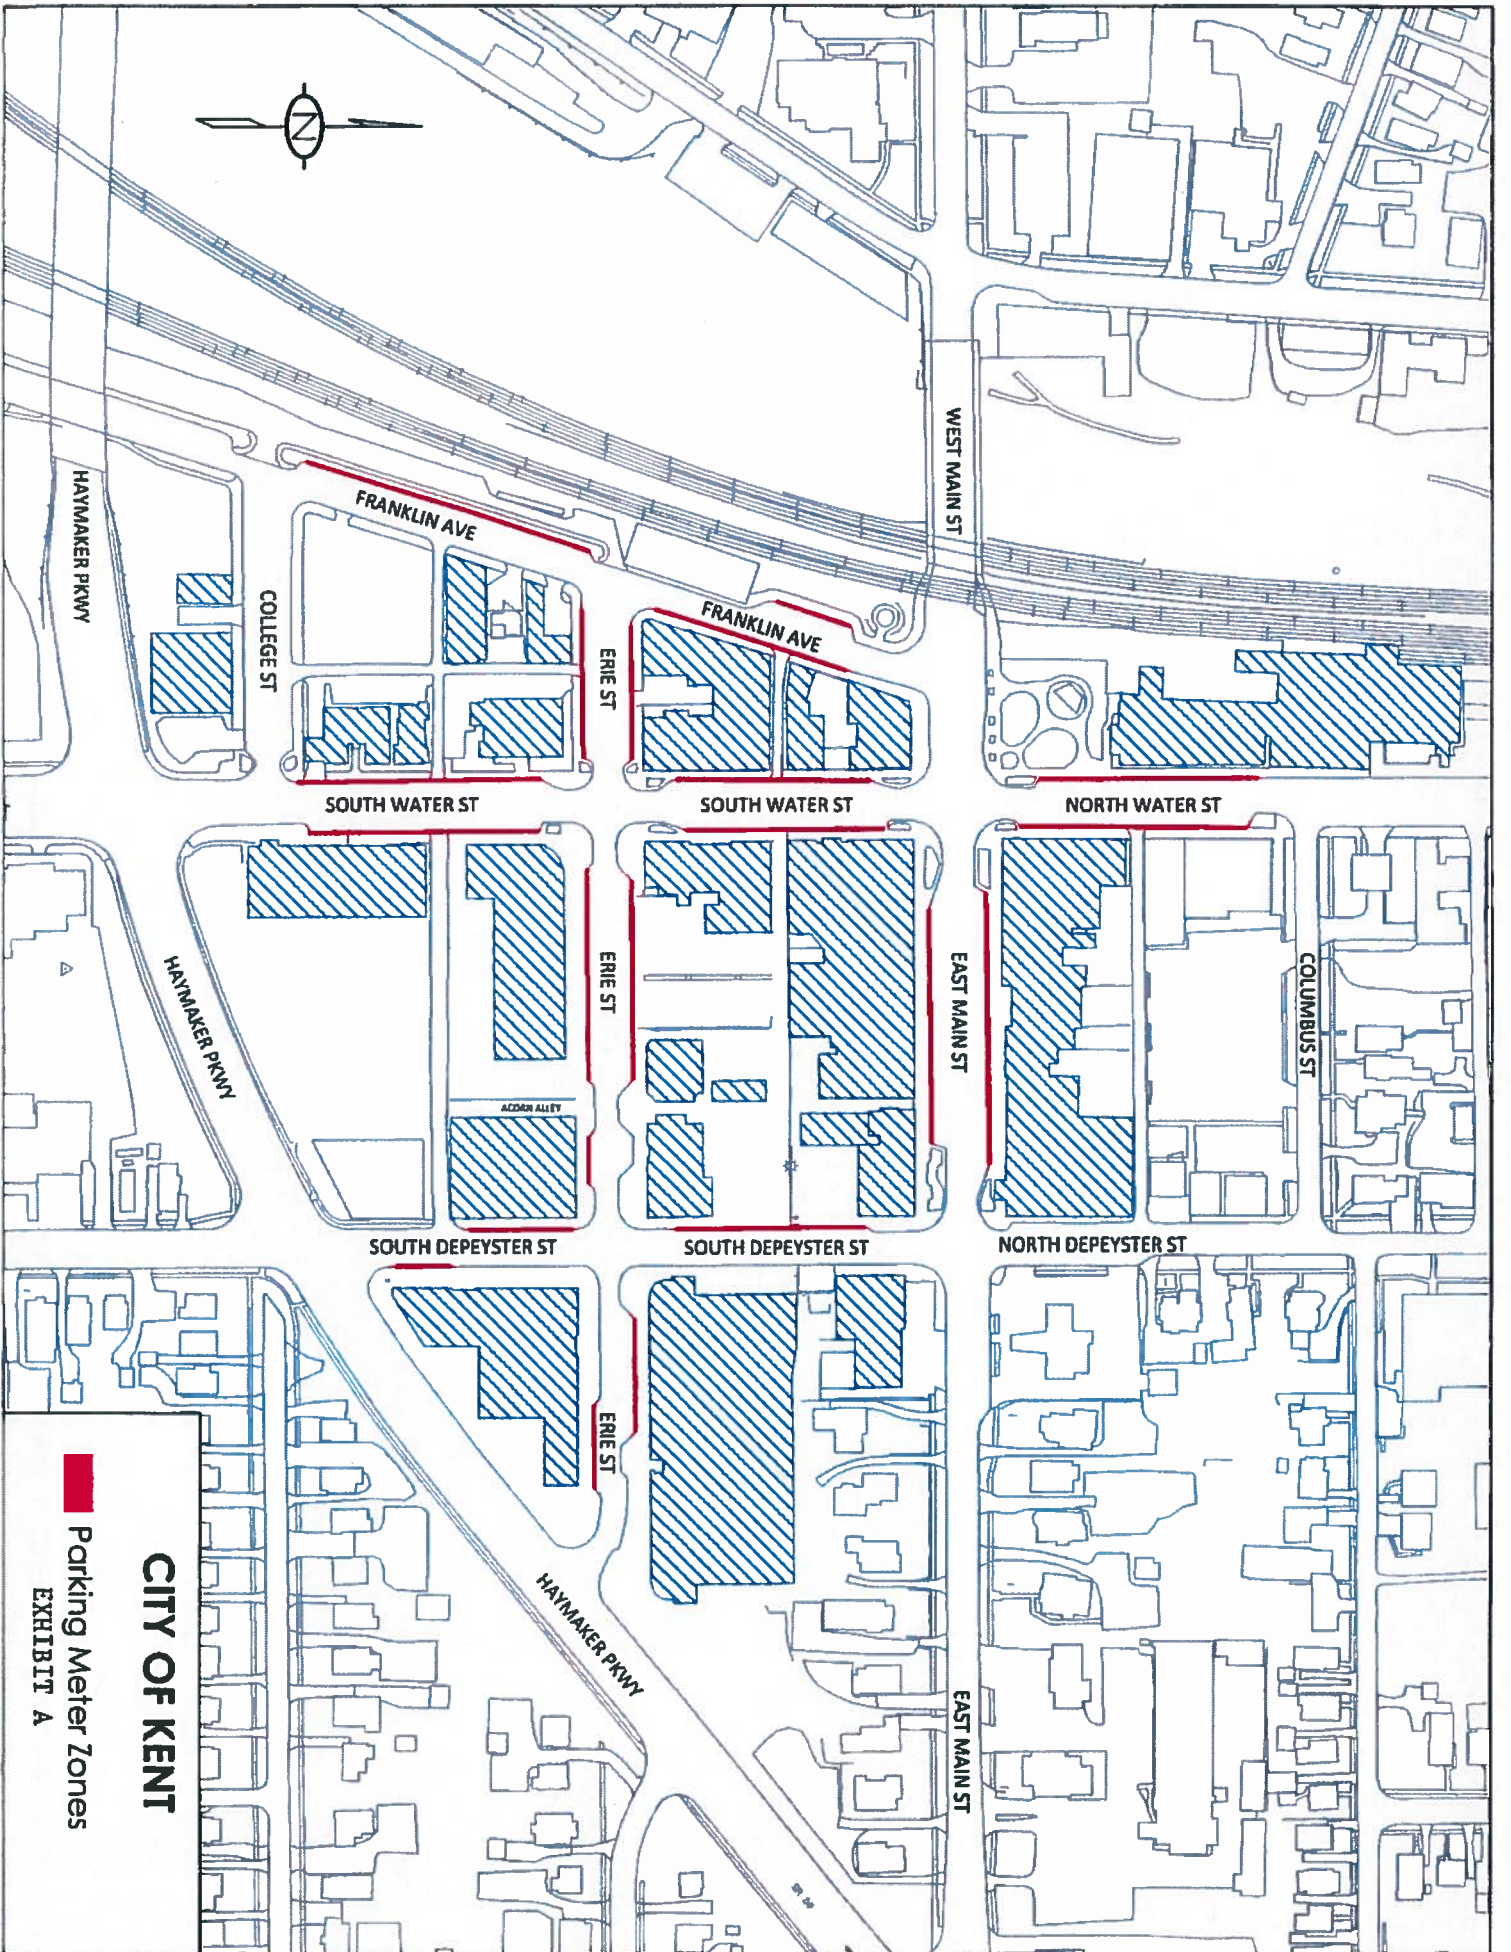 N
WEST MAIN ST
FRANKLIN AVE
HAYMAKER PKWY
COLLEGE ST
FRANKLIN AVE
ERIE ST
SOUTH WATER ST
SOUTH WATER ST
NORTH WATER ST
HAYMAKER PKWY
ERIE ST
EAST MAIN ST
COLUMBUS ST
ACORN ALLEY
SOUTH DEPEYSTER ST
SOUTH DEPEYSTER ST
NORTH DEPEYSTER ST
ERIE ST
HAYMAKER PKWY
EAST MAIN ST
CITY OF KENT
Parking Meter Zones
EXHIBIT A